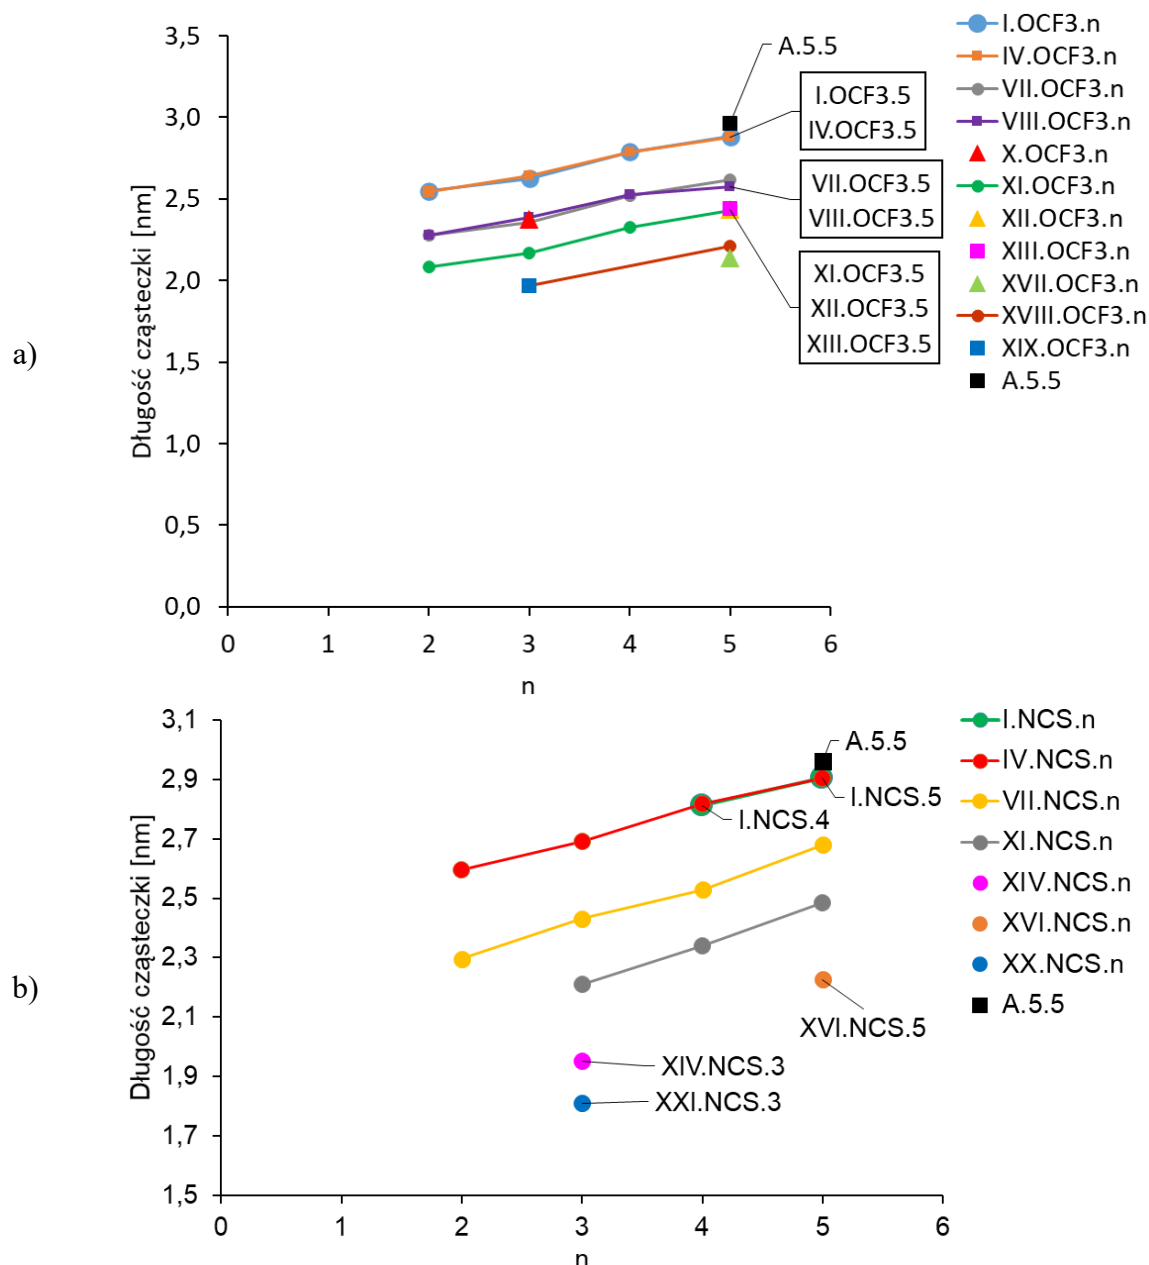 a)
Długość cząsteczki [nm]
3,5
3,0
2,5
2,0
1,5
1,0
0,5
0,0
0 1 2 3 4 5 6
n
A.5.5
I.OCF3.5
IV.OCF3.5
VII.OCF3.5
VIII.OCF3.5
XI.OCF3.5
XII.OCF3.5
XIII.OCF3.5
I.OCF3.n
IV.OCF3.n
VII.OCF3.n
VIII.OCF3.n
X.OCF3.n
XI.OCF3.n
XII.OCF3.n
XIII.OCF3.n
XVII.OCF3.n
XVIII.OCF3.n
XIX.OCF3.n
A.5.5
b)
Długość cząsteczki [nm]
3,1
2,9
2,7
2,5
2,3
2,1
1,9
1,7
1,5
0 1 2 3 4 5 6
n
A.5.5
I.NCS.5
I.NCS.4
XVI.NCS.5
XIV.NCS.3
XXI.NCS.3
I.NCS.n
IV.NCS.n
VII.NCS.n
XI.NCS.n
XIV.NCS.n
XVI.NCS.n
XX.NCS.n
A.5.5